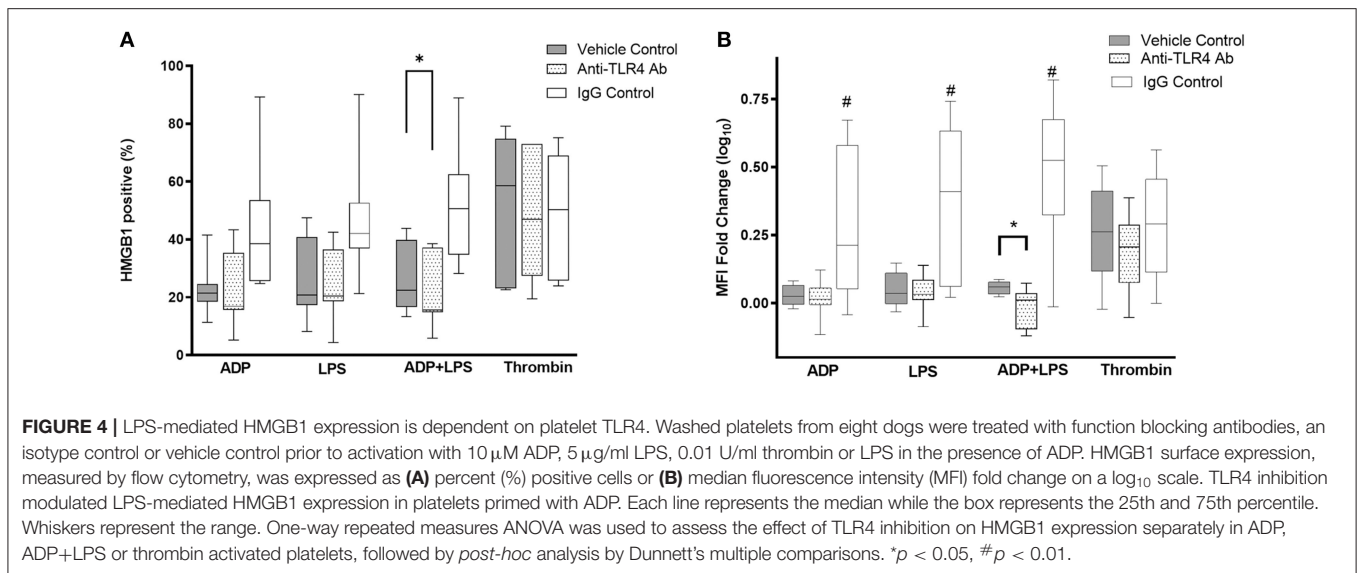 A
Vehicle Control
Anti-TLR4 Ab
IgG Control
*
HMGB1 positive (%)
100
80
60
40
20
0
ADP LPS ADP+LPS Thrombin
B
Vehicle Control
Anti-TLR4 Ab
IgG Control
# # #
*
MFI Fold Change (log10)
0.75
0.50
0.25
0.00
ADP LPS ADP+LPS Thrombin
FIGURE 4 | LPS-mediated HMGB1 expression is dependent on platelet TLR4. Washed platelets from eight dogs were treated with function blocking antibodies, an
isotype control or vehicle control prior to activation with 10 μM ADP, 5 μg/ml LPS, 0.01 U/ml thrombin or LPS in the presence of ADP. HMGB1 surface expression,
measured by flow cytometry, was expressed as (A) percent (%) positive cells or (B) median fluorescence intensity (MFI) fold change on a log10 scale. TLR4 inhibition
modulated LPS-mediated HMGB1 expression in platelets primed with ADP. Each line represents the median while the box represents the 25th and 75th percentile.
Whiskers represent the range. One-way repeated measures ANOVA was used to assess the effect of TLR4 inhibition on HMGB1 expression separately in ADP,
ADP+LPS or thrombin activated platelets, followed by post-hoc analysis by Dunnett's multiple comparisons. *p < 0.05, #p < 0.01.